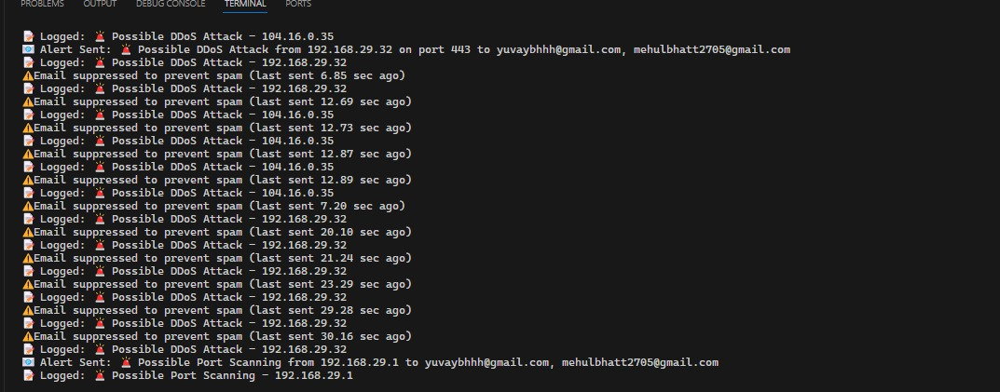 PROBLEMS OUTPUT DEBUG CONSOLE TERMINAL PORTS
📝 Logged: 🚨 Possible DDoS Attack - 104.16.0.35
📧 Alert Sent: 🚨 Possible DDoS Attack from 192.168.29.32 on port 443 to yuvaybhhh@gmail.com, mehulbhatt2705@gmail.com
📝 Logged: 🚨 Possible DDoS Attack - 192.168.29.32
⚠️Email suppressed to prevent spam (last sent 6.85 sec ago)
📝 Logged: 🚨 Possible DDoS Attack - 192.168.29.32
⚠️Email suppressed to prevent spam (last sent 12.69 sec ago)
📝 Logged: 🚨 Possible DDoS Attack - 104.16.0.35
⚠️Email suppressed to prevent spam (last sent 12.73 sec ago)
📝 Logged: 🚨 Possible DDoS Attack - 104.16.0.35
⚠️Email suppressed to prevent spam (last sent 12.87 sec ago)
📝 Logged: 🚨 Possible DDoS Attack - 104.16.0.35
⚠️Email suppressed to prevent spam (last sent 12.89 sec ago)
📝 Logged: 🚨 Possible DDoS Attack - 104.16.0.35
⚠️Email suppressed to prevent spam (last sent 7.20 sec ago)
📝 Logged: 🚨 Possible DDoS Attack - 192.168.29.32
⚠️Email suppressed to prevent spam (last sent 20.10 sec ago)
📝 Logged: 🚨 Possible DDoS Attack - 192.168.29.32
⚠️Email suppressed to prevent spam (last sent 21.24 sec ago)
📝 Logged: 🚨 Possible DDoS Attack - 192.168.29.32
⚠️Email suppressed to prevent spam (last sent 23.29 sec ago)
📝 Logged: 🚨 Possible DDoS Attack - 192.168.29.32
⚠️Email suppressed to prevent spam (last sent 29.28 sec ago)
📝 Logged: 🚨 Possible DDoS Attack - 192.168.29.32
⚠️Email suppressed to prevent spam (last sent 30.16 sec ago)
📝 Logged: 🚨 Possible DDoS Attack - 192.168.29.32
📧 Alert Sent: 🚨 Possible Port Scanning from 192.168.29.1 to yuvaybhhh@gmail.com, mehulbhatt2705@gmail.com
📝 Logged: 🚨 Possible Port Scanning - 192.168.29.1